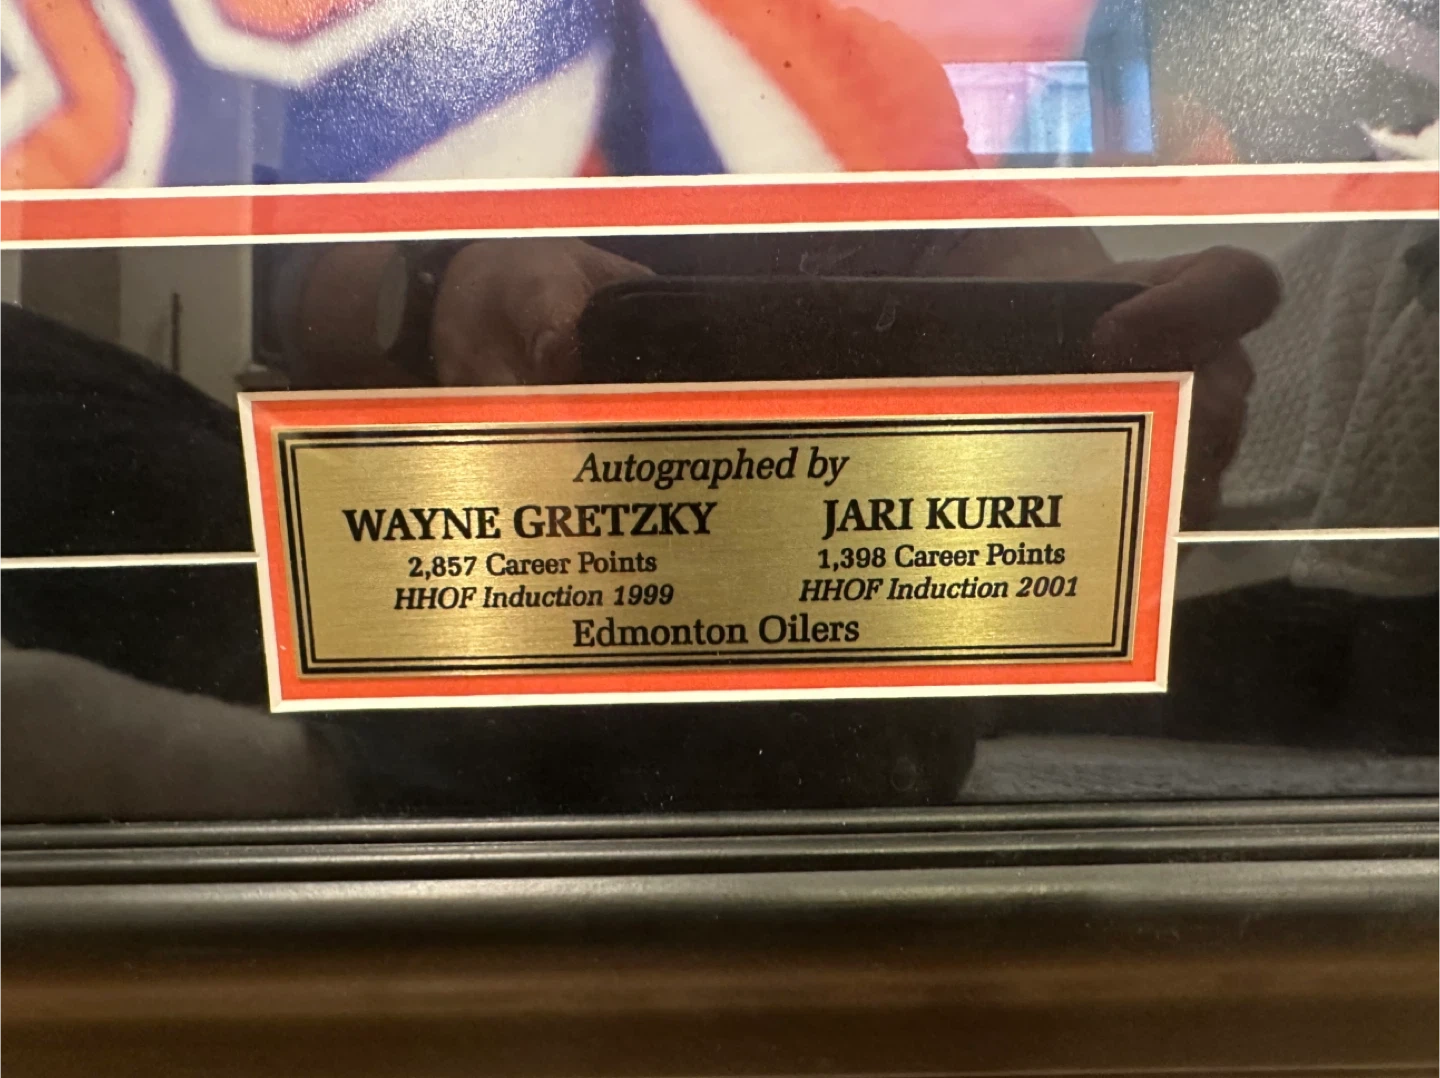 Autographed by
WAYNE GRETZKY JARI KURRI
2,857 Career Points 1,398 Career Points
HHOF Induction 1999 HHOF Induction 2001
Edmonton Oilers